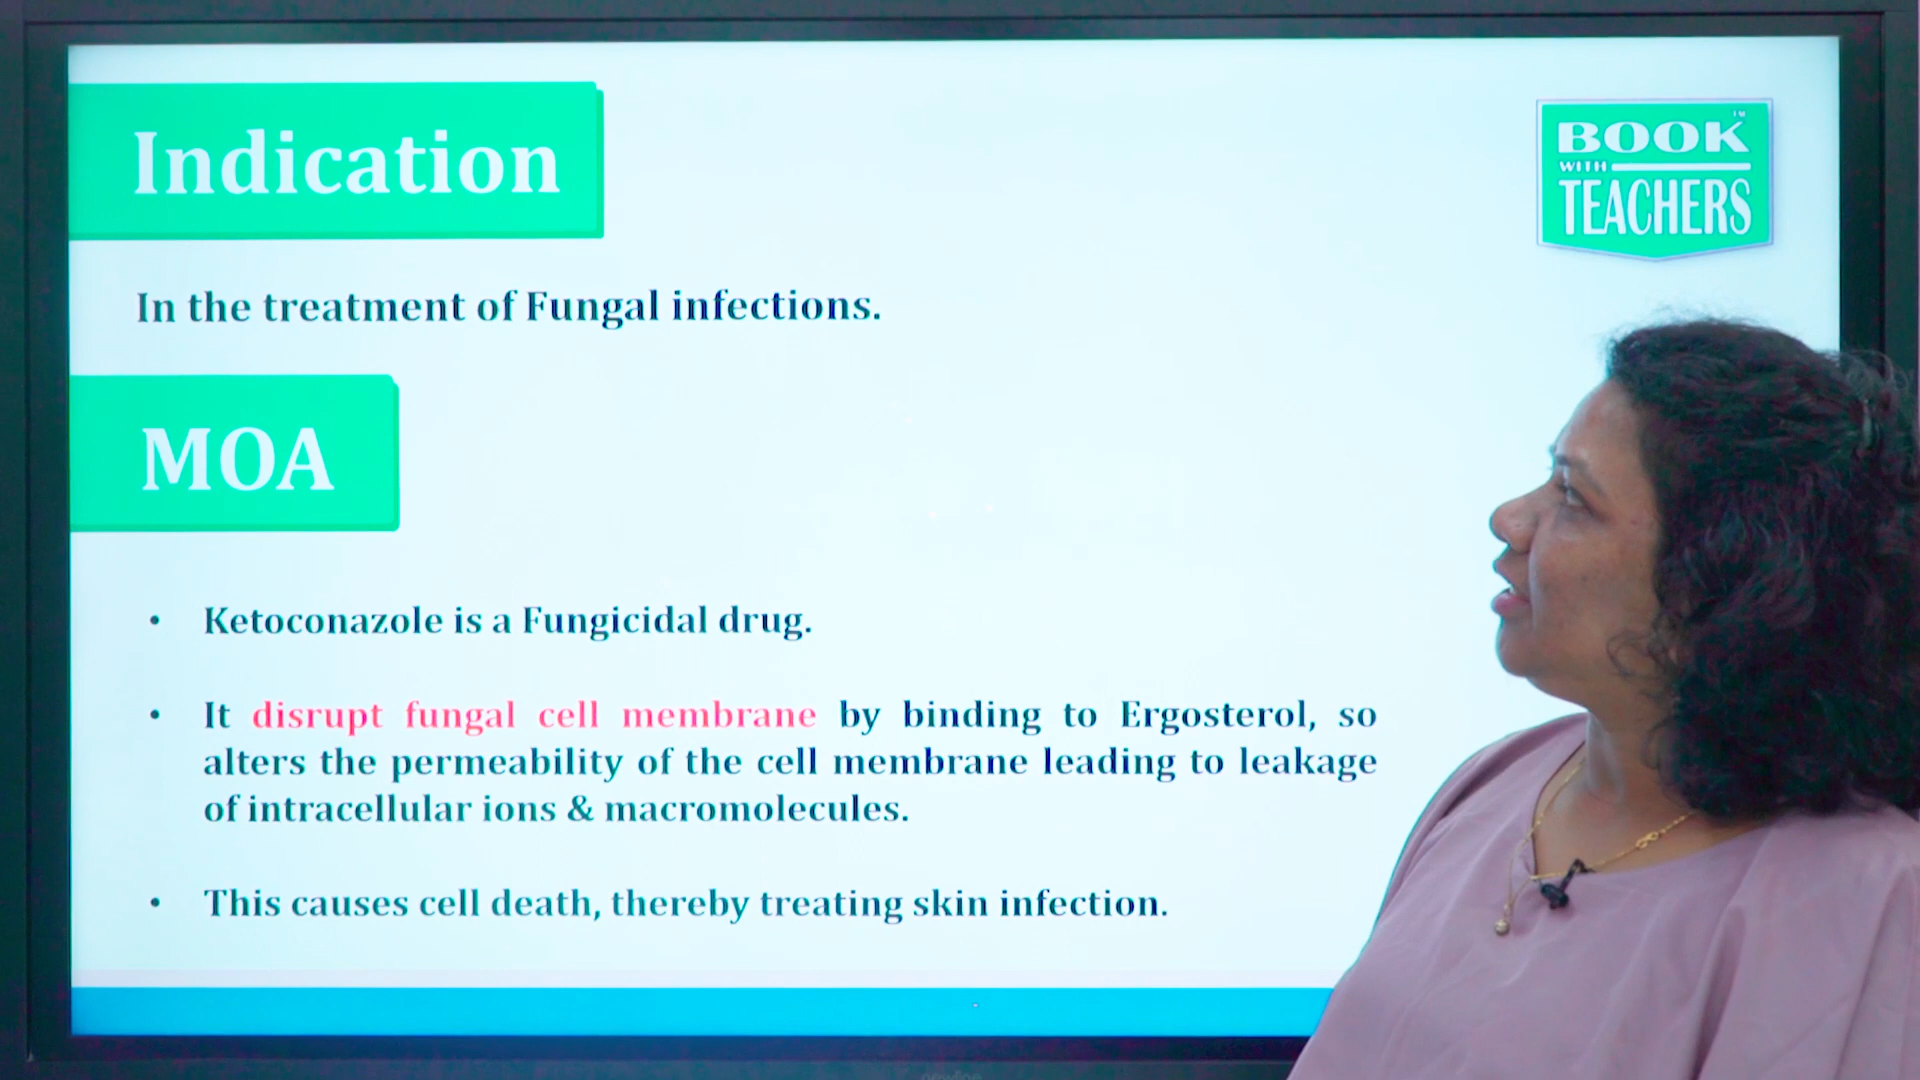 Indication
BOOK™
WITH
TEACHERS
In the treatment of Fungal infections.
MOA
• Ketoconazole is a Fungicidal drug.
• It disrupt fungal cell membrane by binding to Ergosterol, so
alters the permeability of the cell membrane leading to leakage
of intracellular ions & macromolecules.
• This causes cell death, thereby treating skin infection.